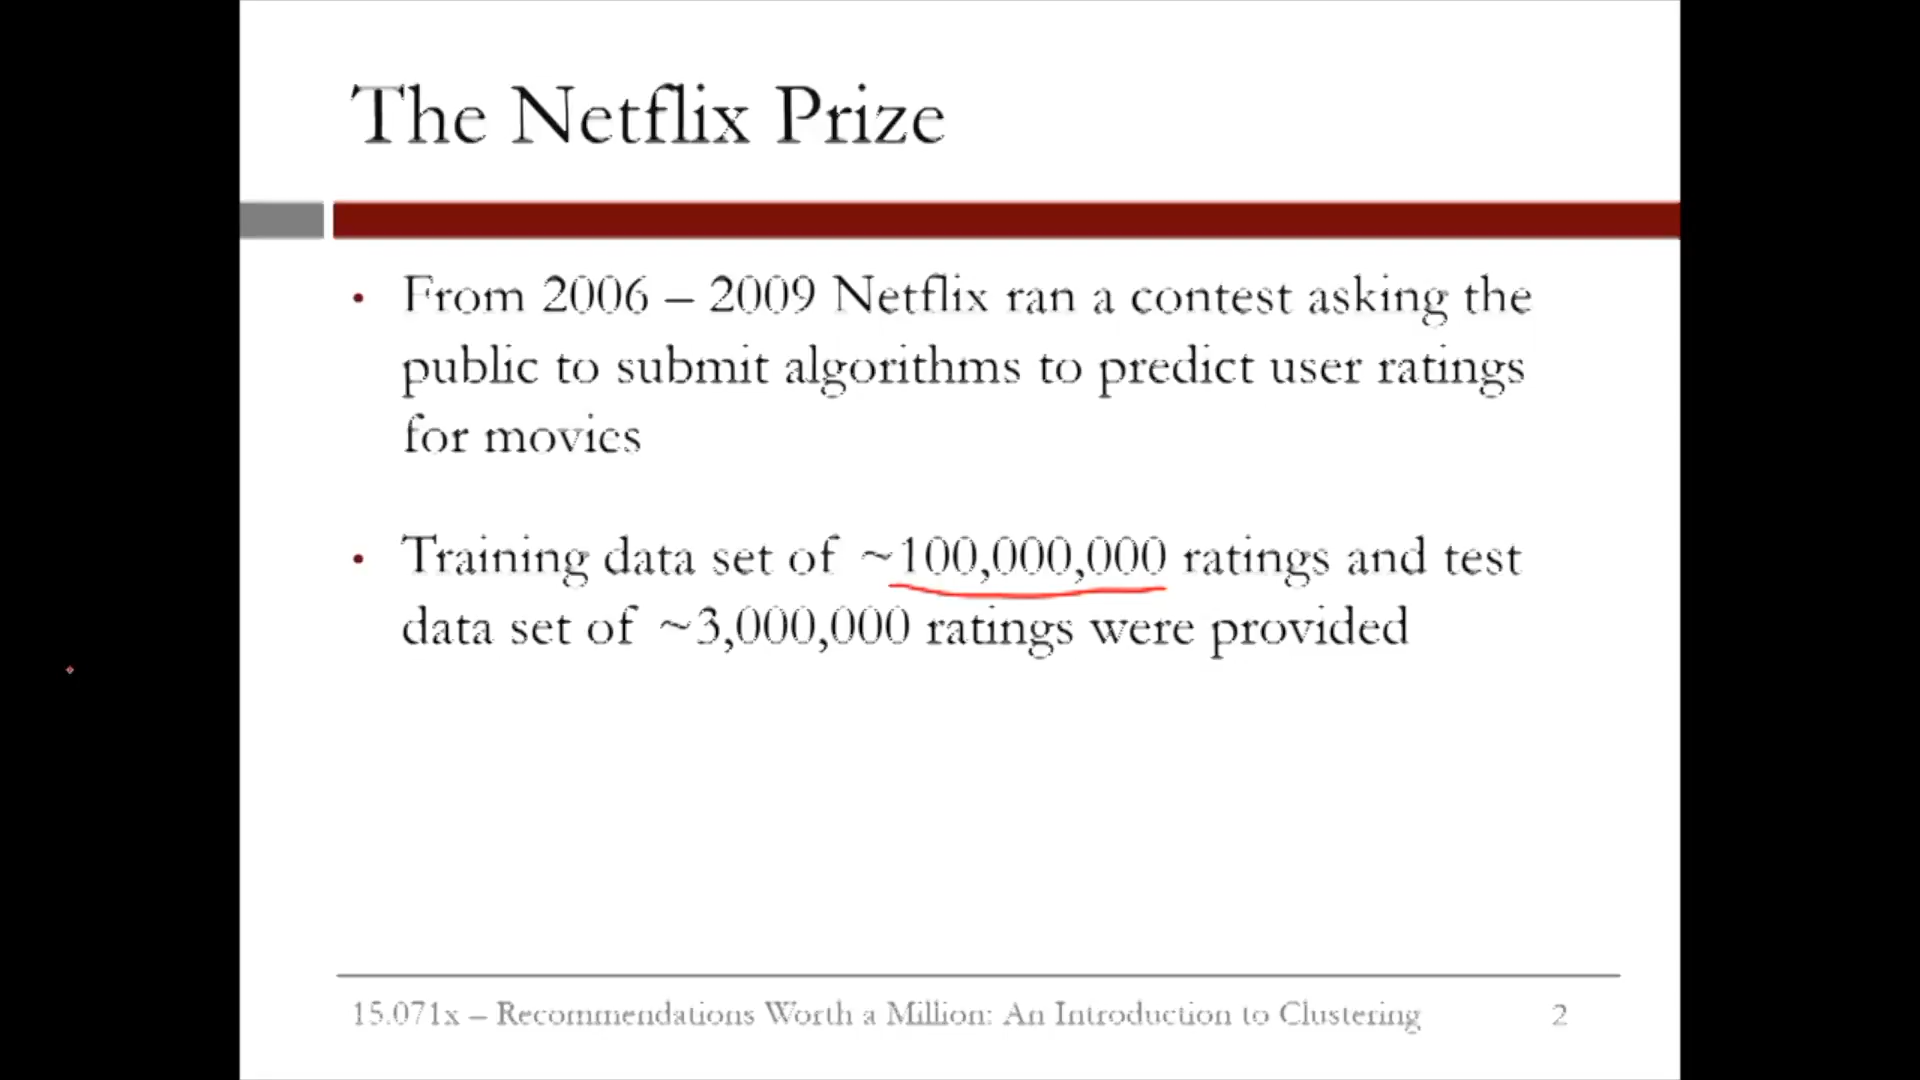 The Netflix Prize
• From 2006 – 2009 Netflix ran a contest asking the
public to submit algorithms to predict user ratings
for movies
• Training data set of ~100,000,000 ratings and test
data set of ~3,000,000 ratings were provided
15.071x – Recommendations Worth a Million: An Introduction to Clustering 2